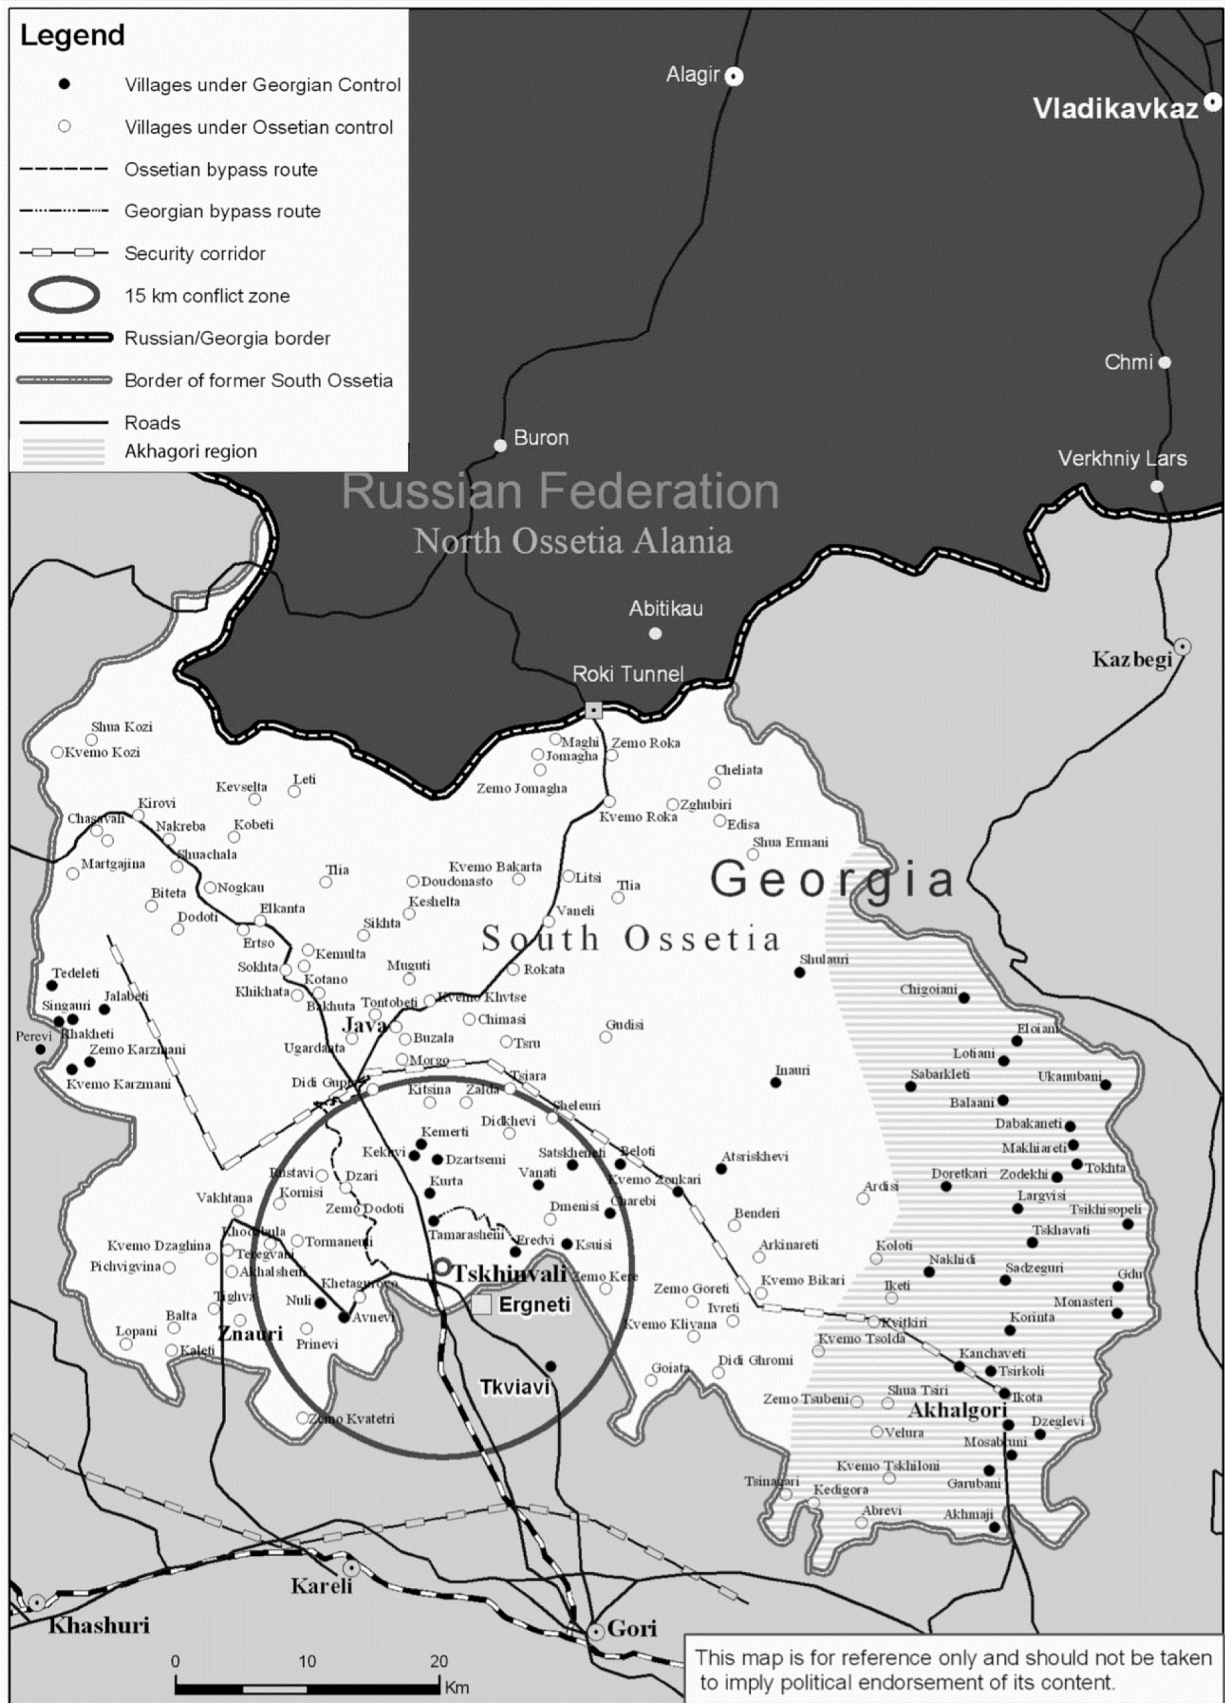 Legend
Villages under Georgian Control
Villages under Ossetian control
Ossetian bypass route
Georgian bypass route
Security corridor
15 km conflict zone
Russian/Georgia border
Border of former South Ossetia
Roads
Akhagori region
Alagir
Vladikavkaz
Chmi
Buron
Verkhniy Lars
Russian Federation
North Ossetia Alania
Abitikau
Kazbegi
Roki Tunnel
Shua Kozi
Kvemo Kozi
Maghi
Zemo Roka
Jomagha
Zemo Jomagha
Cheliata
Leti
Kevselta
Kirovi
Zghubiri
Kvemo Roka
Edisa
Chasavali
Nakreba
Kobeti
Shua Ermani
Martgajina
Shuachala
Tlia
Kvemo Bakarta
Doudonasto
Litsi
Tlia
Georgia
Biteta
Nogkau
Keshelta
Dodoti
Elkanta
Sikhta
Vaneli
South Ossetia
Ertso
Kemulta
Shulauri
Sokhta
Kotano
Muguti
Rokata
Tedeleti
Khikhata
Bakhuta
Tontobeti
Kvemo Khvtse
Chigoiani
Jalabeti
Singauri
Java
Chimasi
Gudisi
Eloiani
Perevi
Khakheti
Zemo Karzmani
Ugardanta
Buzala
Tsru
Lotiani
Kvemo Karzmani
Morgo
Inauri
Sabarkleti
Ukanubani
Didi Gupta
Kitsina
Zalda
Tsiara
Balaani
Sheleuri
Didkhevi
Dabakaneti
Kemerti
Makhiareti
Kekhvi
Dzartsemi
Satskheneti
Beloti
Atsriskhevi
Tokhta
Rustavi
Dzari
Vanati
Kvemo Zonkari
Doretkari
Zodekhi
Kurta
Charebi
Ardisi
Vakhtana
Kornisi
Zemo Dodoti
Dmenisi
Benderi
Largvisi
Tsikhisopeli
Khodabula
Tormaneuli
Tamarasheni
Eredvi
Ksuisi
Tskhavati
Kvemo Dzaghina
Teregvani
Arkinareti
Koloti
Pichvigvina
Akhalsheni
Khetagurovo
Tskhinvali
Zemo Kere
Nakhidi
Sadzeguri
Gdu
Kvemo Bikari
Zemo Goreti
Iketi
Monasteri
Tighva
Nuli
Avnevi
Ergneti
Ivreti
Balta
Znauri
Kvemo Kliyana
Kvitkiri
Korinta
Lopani
Prinevi
Kvemo Tsolda
Kaleti
Kanchaveti
Didi Ghromi
Tsirkoli
Goiata
Tkviavi
Shua Tsiri
Ikota
Zemo Tsubeni
Akhalgori
Dzeglevi
Zemo Kvatetri
Velura
Mosabruni
Kvemo Tskhiloni
Tsinagari
Kedigora
Garubani
Abrevi
Akhmaji
Kareli
Khashuri
Gori
0 10 20
Km
This map is for reference only and should not be taken
to imply political endorsement of its content.